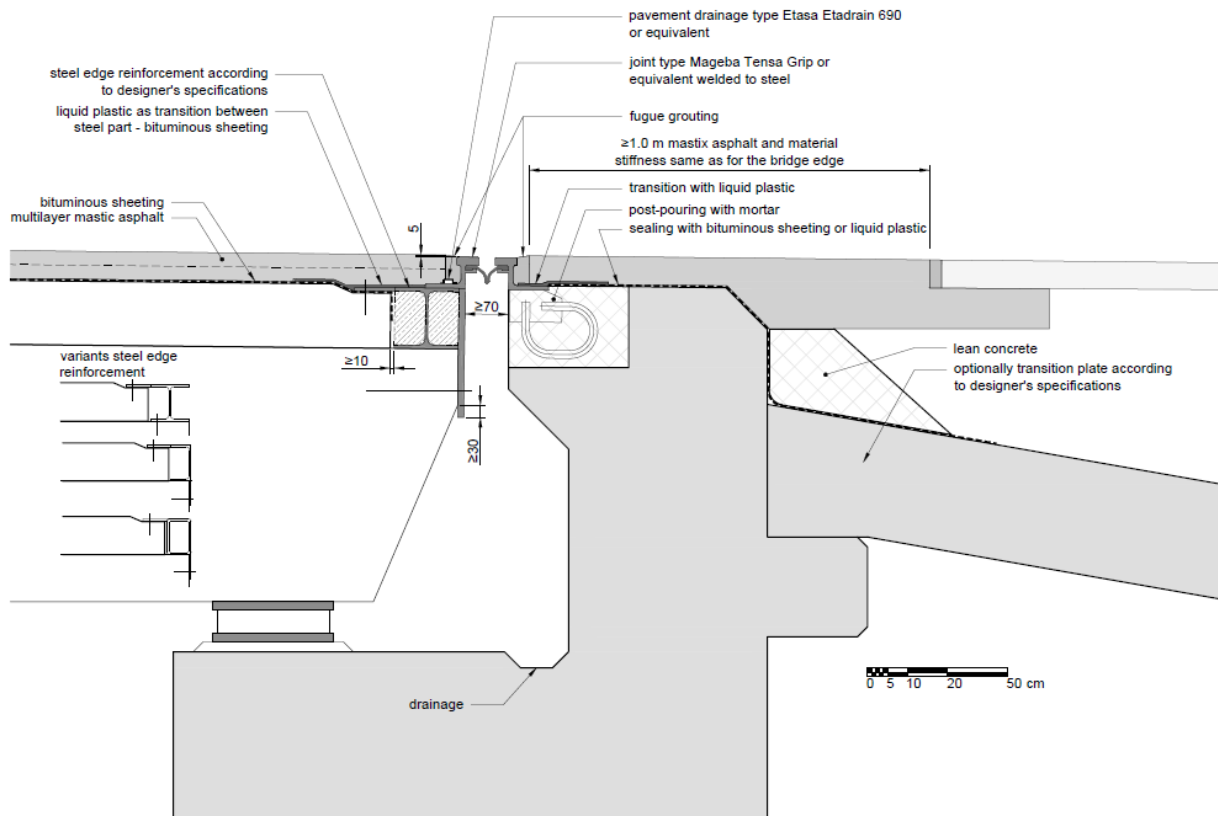 pavement drainage type Etasa Etadrain 690
or equivalent
steel edge reinforcement according
to designer's specifications
joint type Mageba Tensa Grip or
equivalent welded to steel
liquid plastic as transition between
steel part - bituminous sheeting
fugue grouting
≥1.0 m mastix asphalt and material
stiffness same as for the bridge edge
transition with liquid plastic
bituminous sheeting
multilayer mastic asphalt
post-pouring with mortar
sealing with bituminous sheeting or liquid plastic
5
≥70
variants steel edge
reinforcement
≥10
lean concrete
optionally transition plate according
to designer's specifications
≥30
0 5 10 20 50 cm
drainage